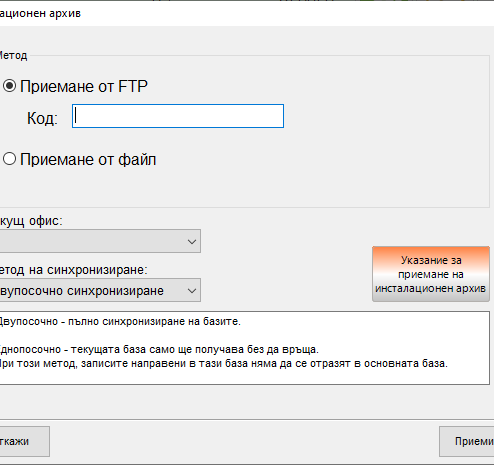 ационен архив
Метод
Приемане от FTP
Код:
Приемане от файл
кущ офис:
етод на синхронизиране:
вупосочно синхронизиране
Указание за
приемане на
инсталационен архив
Двупосочно - пълно синхронизиране на базите.
Еднопосочно - текущата база само ще получава без да връща.
При този метод, записите направени в тази база няма да се отразят в основната база.
ткажи
Приеми